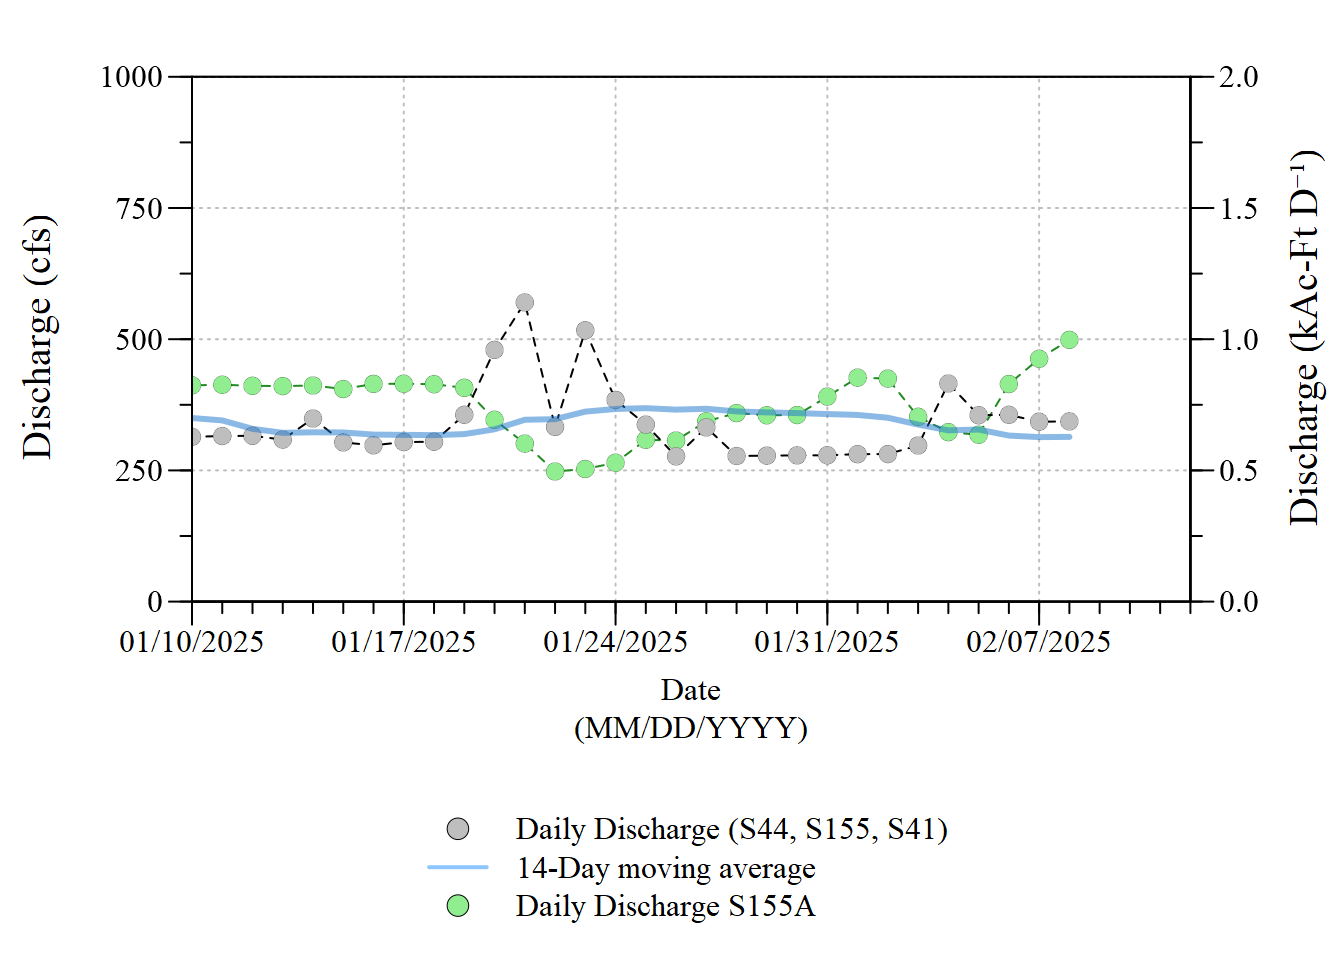 1000
750
500
250
0
Discharge (cfs)
2.0
1.5
1.0
0.5
0.0
Discharge (kAc-Ft D⁻¹)
01/10/2025
01/17/2025
01/24/2025
01/31/2025
02/07/2025
Date
(MM/DD/YYYY)
Daily Discharge (S44, S155, S41)
14-Day moving average
Daily Discharge S155A